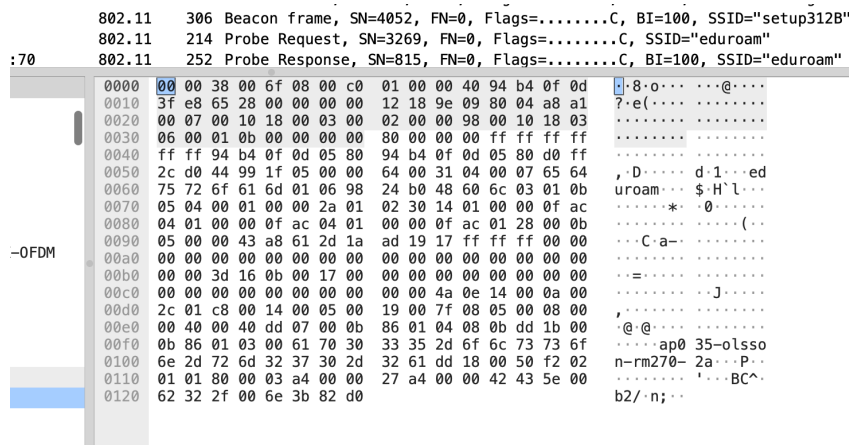 802.11 306 Beacon frame, SN=4052, FN=0, Flags=........C, BI=100, SSID="setup312B"
802.11 214 Probe Request, SN=3269, FN=0, Flags=........C, SSID="eduroam"
:70 802.11 252 Probe Response, SN=815, FN=0, Flags=........C, BI=100, SSID="eduroam"
0000 00 00 38 00 6f 08 00 c0 01 00 00 40 94 b4 0f 0d ··8·o··· ···@····
0010 3f e8 65 28 00 00 00 00 12 18 9e 09 80 04 a8 a1 ?·e(···· ········
0020 00 07 00 10 18 00 03 00 02 00 00 98 00 10 18 03 ········ ········
0030 06 00 01 0b 00 00 00 00 80 00 00 00 ff ff ff ff ········ ········
0040 ff ff 94 b4 0f 0d 05 80 94 b4 0f 0d 05 80 d0 ff ········ ········
0050 2c d0 44 99 1f 05 00 00 64 00 31 04 00 07 65 64 ,·D····· d·1···ed
0060 75 72 6f 61 6d 01 06 98 24 b0 48 60 6c 03 01 0b uroam··· $·H`l···
0070 05 04 00 01 00 00 2a 01 02 30 14 01 00 00 0f ac ······*· ·0······
0080 04 01 00 00 0f ac 04 01 00 00 0f ac 01 28 00 0b ········ ·····(··
0090 05 00 00 43 a8 61 2d 1a ad 19 17 ff ff ff 00 00 ···C·a-· ········
00a0 00 00 00 00 00 00 00 00 00 00 00 00 00 00 00 00 ········ ········
-OFDM
00b0 00 00 3d 16 0b 00 17 00 00 00 00 00 00 00 00 00 ··=····· ········
00c0 00 00 00 00 00 00 00 00 00 00 4a 0e 14 00 0a 00 ········ ··J·····
00d0 2c 01 c8 00 14 00 05 00 19 00 7f 08 05 00 08 00 ,······· ········
00e0 00 40 00 40 dd 07 00 0b 86 01 04 08 0b dd 1b 00 ·@·@···· ········
00f0 0b 86 01 03 00 61 70 30 33 35 2d 6f 6c 73 73 6f ·····ap0 35-olsso
0100 6e 2d 72 6d 32 37 30 2d 32 61 dd 18 00 50 f2 02 n-rm270- 2a···P··
0110 01 01 80 00 03 a4 00 00 27 a4 00 00 42 43 5e 00 ········ '···BC^·
0120 62 32 2f 00 6e 3b 82 d0 b2/·n;··